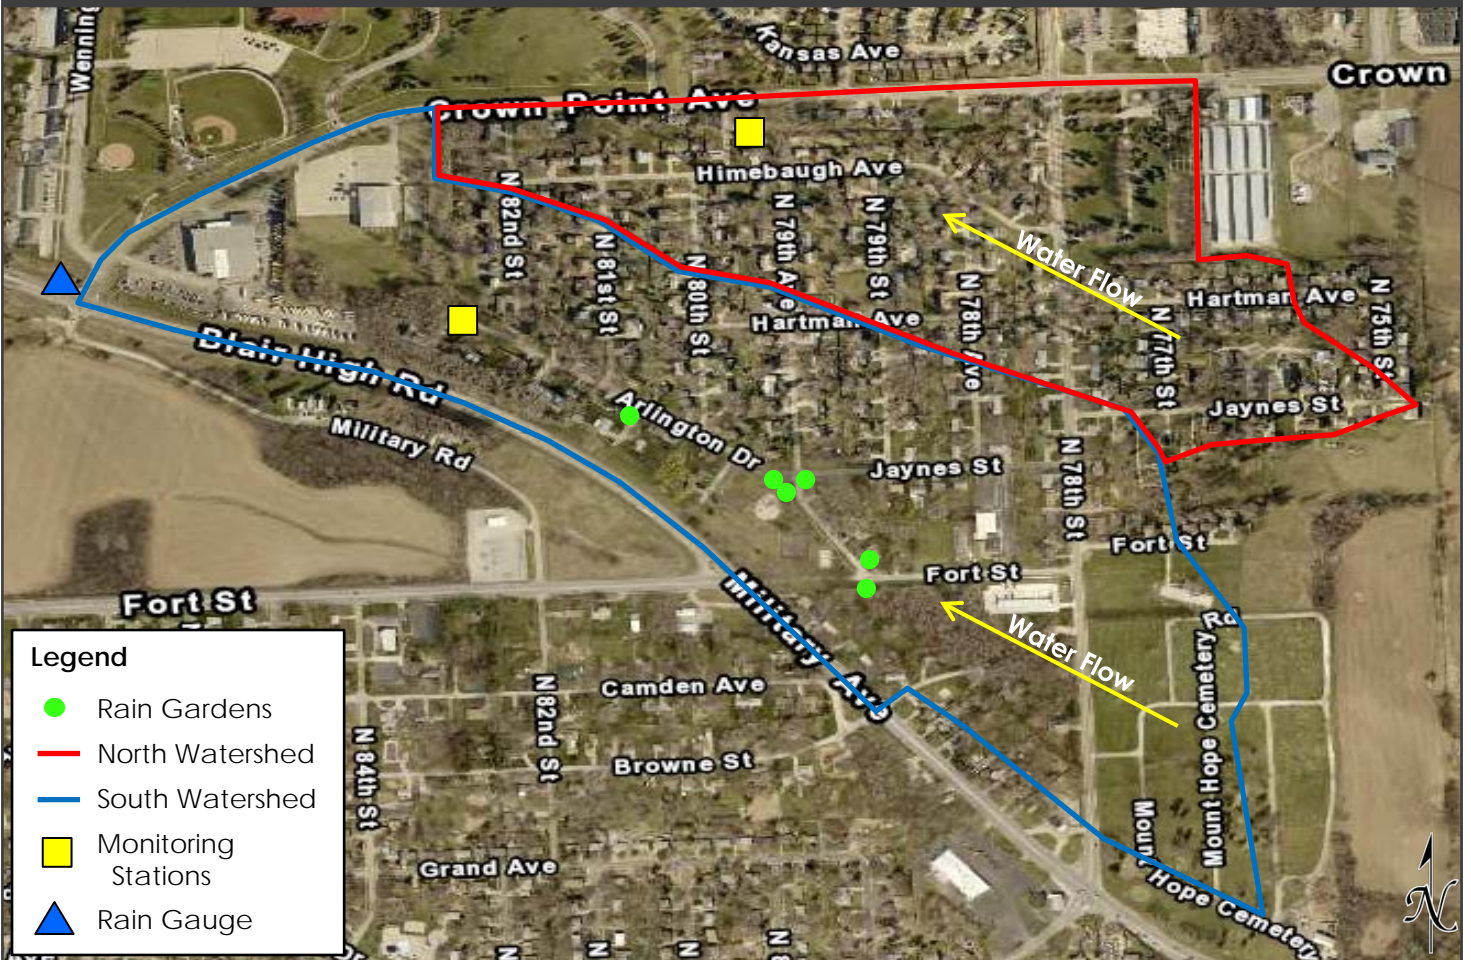 Kansas Ave
Wenning
Crown
Crown Point Ave
Himebaugh Ave
N 82nd St
N 81st St
N 80th St
N 79th Ave
N 79th St
N 78th Ave
Water Flow
N 77th St
Hartman Ave
N 75th St
Hartman Ave
Blair High Rd
Military Rd
Arlington Dr
Jaynes St
Jaynes St
N 78th St
Fort St
Fort St
Fort St
Military Ave
Water Flow
Rd
Mount Hope Cemetery
Camden Ave
N 82nd St
N 84th St
Browne St
Grand Ave
Mount Hope Cemetery
Legend
Rain Gardens
North Watershed
South Watershed
Monitoring
Stations
Rain Gauge
Dr
N
N
N
N
N